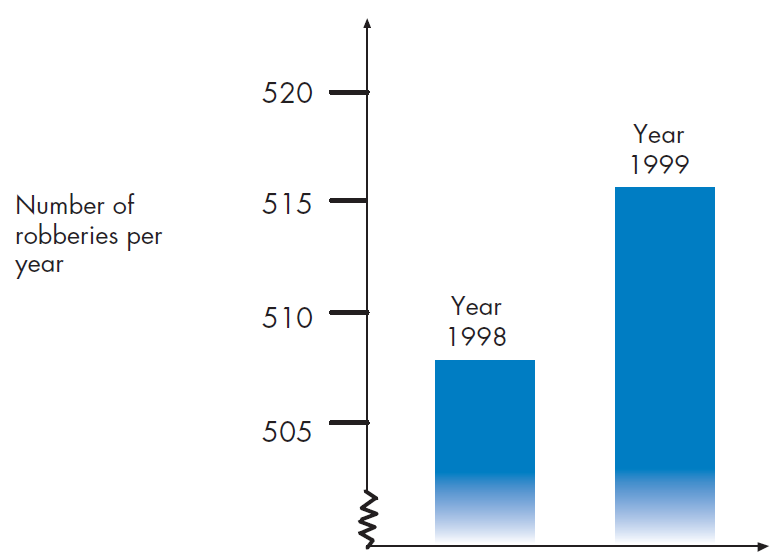 520
Year
1999
515
Number of
robberies per
year
510
Year
1998
505